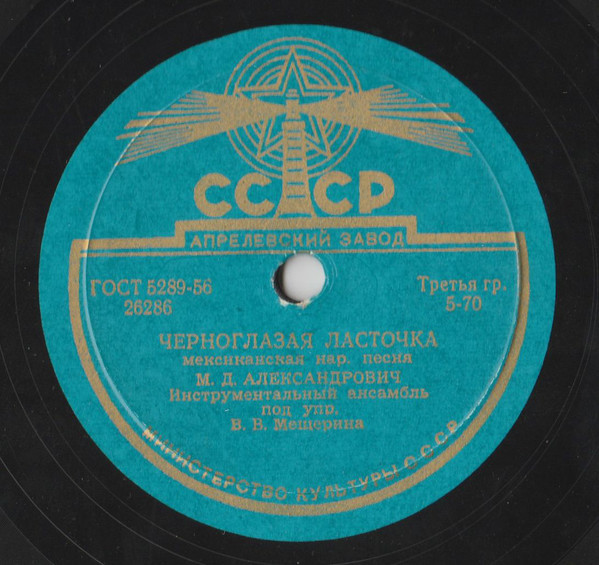 СССР
АПРЕЛЕВСКИЙ ЗАВОД
ГОСТ 5289-56
26286
Третья гр.
5-70
ЧЕРНОГЛАЗАЯ ЛАСТОЧКА
мексиканская нар. песня
М. Д. АЛЕКСАНДРОВИЧ
Инструментальный ансамбль
под упр.
В. В. Мещерина
МИНИСТЕРСТВО КУЛЬТУРЫ СССР